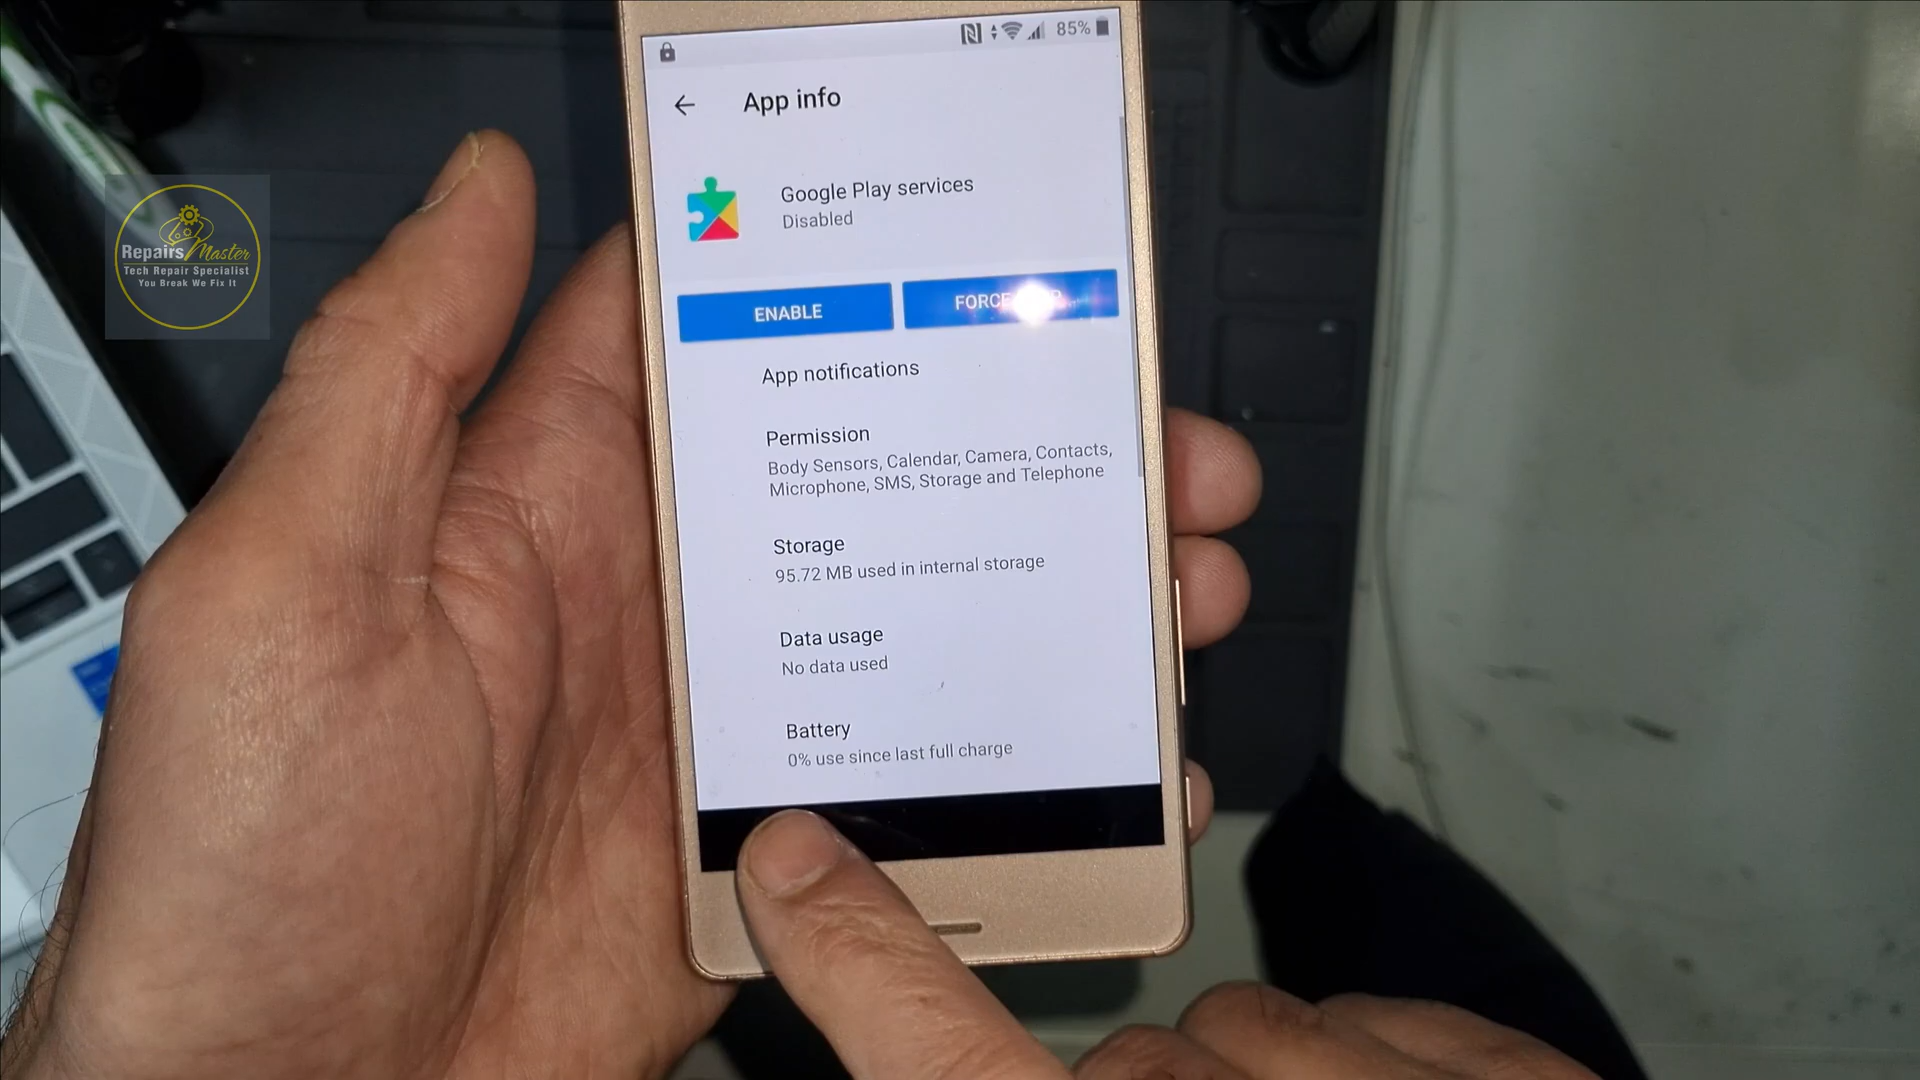 85%
App info
Google Play services
Disabled
ENABLE
FORCE
App notifications
Permission
Body Sensors, Calendar, Camera, Contacts,
Microphone, SMS, Storage and Telephone
Storage
95.72 MB used in internal storage
Data usage
No data used
Battery
0% use since last full charge
Repairs Master
Tech Repair Specialist
You Break We Fix It